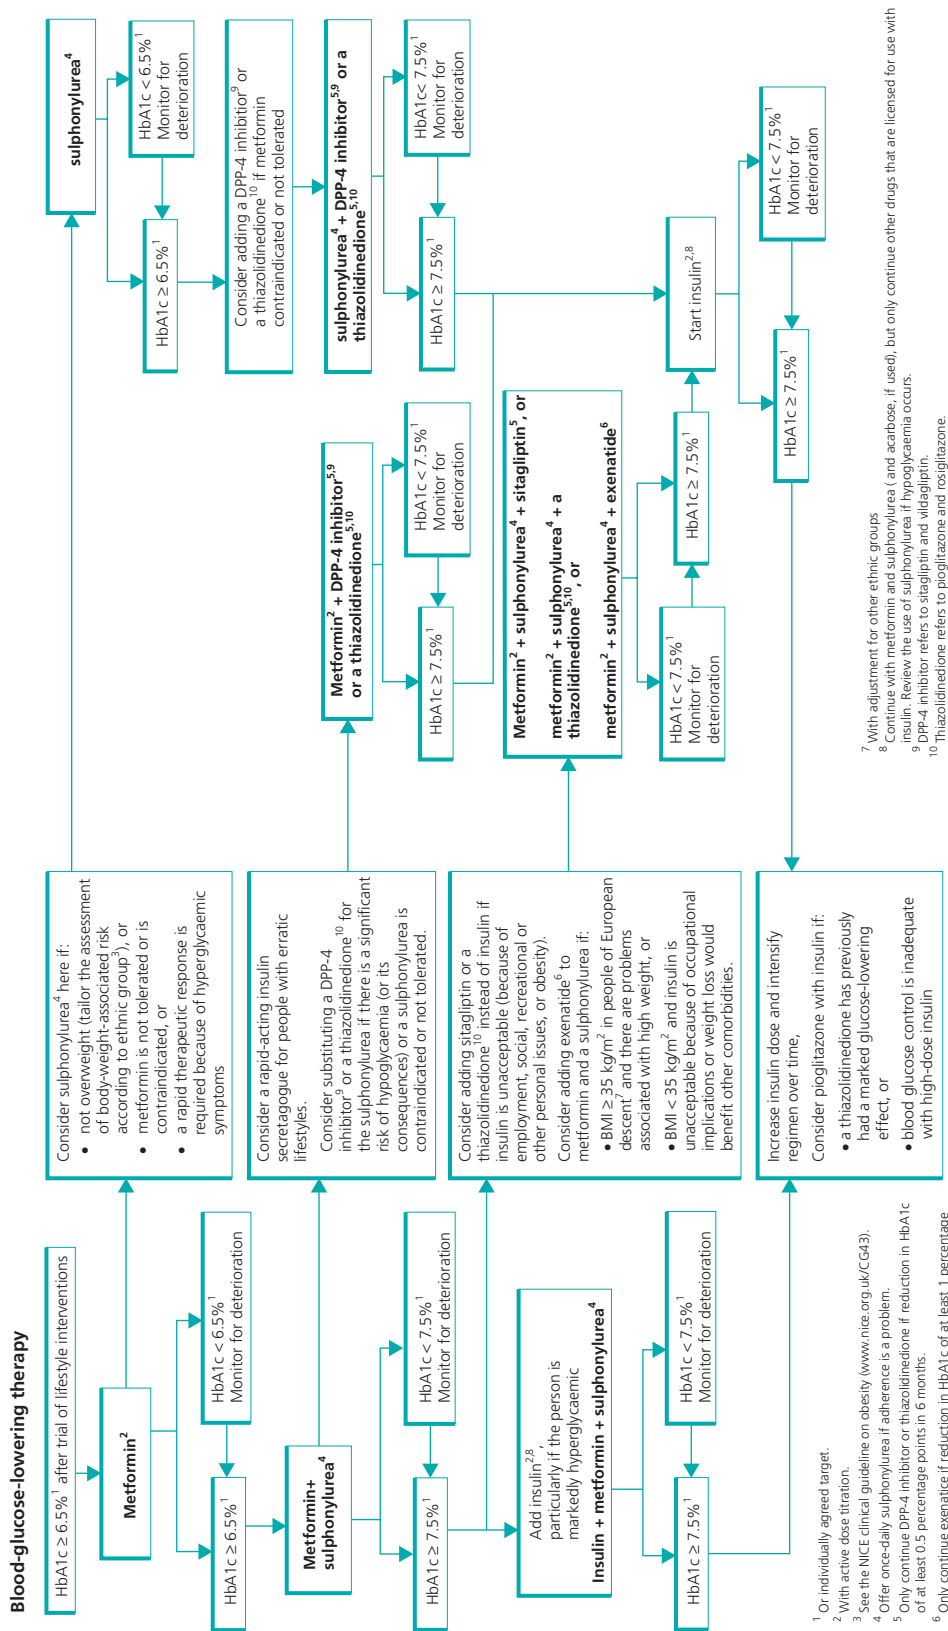 Blood-glucose-lowering therapy
HbA1c ≥ 6.5%¹ after trial of lifestyle interventions
Metformin²
HbA1c ≥ 6.5%¹
HbA1c < 6.5%¹
Monitor for deterioration
Metformin+
sulphonylurea⁴
HbA1c ≥ 7.5%¹
HbA1c < 7.5%¹
Monitor for deterioration
Add insulin²,⁸,
particularly if the person is
markedly hyperglycaemic
Insulin + metformin + sulphonylurea⁴
HbA1c ≥ 7.5%¹
HbA1c < 7.5%¹
Monitor for deterioration
Consider sulphonylurea⁴ here if:
• not overweight (tailor the assessment
of body-weight-associated risk
according to ethnic group³), or
• metformin is not tolerated or is
contraindicated, or
• a rapid therapeutic response is
required because of hyperglycaemic
symptoms
Consider a rapid-acting insulin
secretagogue for people with erratic
lifestyles.
Consider substituting a DPP-4
inhibitor⁹ or a thiazolidinedione¹⁰ for
the sulphonylurea if there is a significant
risk of hypoglycaemia (or its
consequences) or a sulphonylurea is
contraindicated or not tolerated.
Consider adding sitagliptin or a
thiazolidinedione¹⁰ instead of insulin if
insulin is unacceptable (because of
employment, social, recreational or
other personal issues, or obesity).
Consider adding exenatide⁶ to
metformin and a sulphonylurea if:
• BMI ≥ 35 kg/m² in people of European
descent⁷ and there are problems
associated with high weight, or
• BMI < 35 kg/m² and insulin is
unacceptable because of occupational
implications or weight loss would
benefit other comorbidities.
Increase insulin dose and intensify
regimen over time,
Consider pioglitazone with insulin if:
• a thiazolidinedione has previously
had a marked glucose-lowering
effect, or
• blood glucose control is inadequate
with high-dose insulin
sulphonylurea⁴
HbA1c ≥ 6.5%¹
HbA1c < 6.5%¹
Monitor for
deterioration
Consider adding a DPP-4 inhibitor⁹ or
a thiazolidinedione¹⁰ if metformin
contraindicated or not tolerated
sulphonylurea⁴ + DPP-4 inhibitor⁵,⁹ or a
thiazolidinedione⁵,¹⁰
HbA1c ≥ 7.5%¹
HbA1c< 7.5%¹
Monitor for
deterioration
Metformin² + DPP-4 inhibitor⁵,⁹
or a thiazolidinedione⁵,¹⁰
HbA1c ≥ 7.5%¹
HbA1c < 7.5%¹
Monitor for
deterioration
Metformin² + sulphonylurea⁴ + sitagliptin⁵, or
metformin² + sulphonylurea⁴ + a
thiazolidinedione⁵,¹⁰, or
metformin² + sulphonylurea⁴ + exenatide⁶
HbA1c <7.5%¹
Monitor for
deterioration
HbA1c ≥ 7.5%¹
Start insulin²,⁸
HbA1c ≥ 7.5%¹
HbA1c < 7.5%¹
Monitor for
deterioration
¹ Or individually agreed target.
² With active dose titration.
³ See the NICE clinical guideline on obesity (www.nice.org.uk/CG43).
⁴ Offer once-daily sulphonylurea if adherence is a problem.
⁵ Only continue DPP-4 inhibitor or thiazolidinedione if reduction in HbA1c
of at least 0.5 percentage points in 6 months.
⁶ Only continue exenatice if reduction in HbA1c of at least 1 percentage
⁷ With adjustment for other ethnic groups
⁸ Continue with metformin and sulphonylurea ( and acarbose, if used), but only continue other drugs that are licensed for use with
insulin. Review the use of sulphonylurea if hypoglycaemia occurs.
⁹ DPP-4 inhibitor refers to sitagliptin and vildagliptin.
¹⁰ Thiazolidinedione refers to pioglitazone and rosiglitazone.